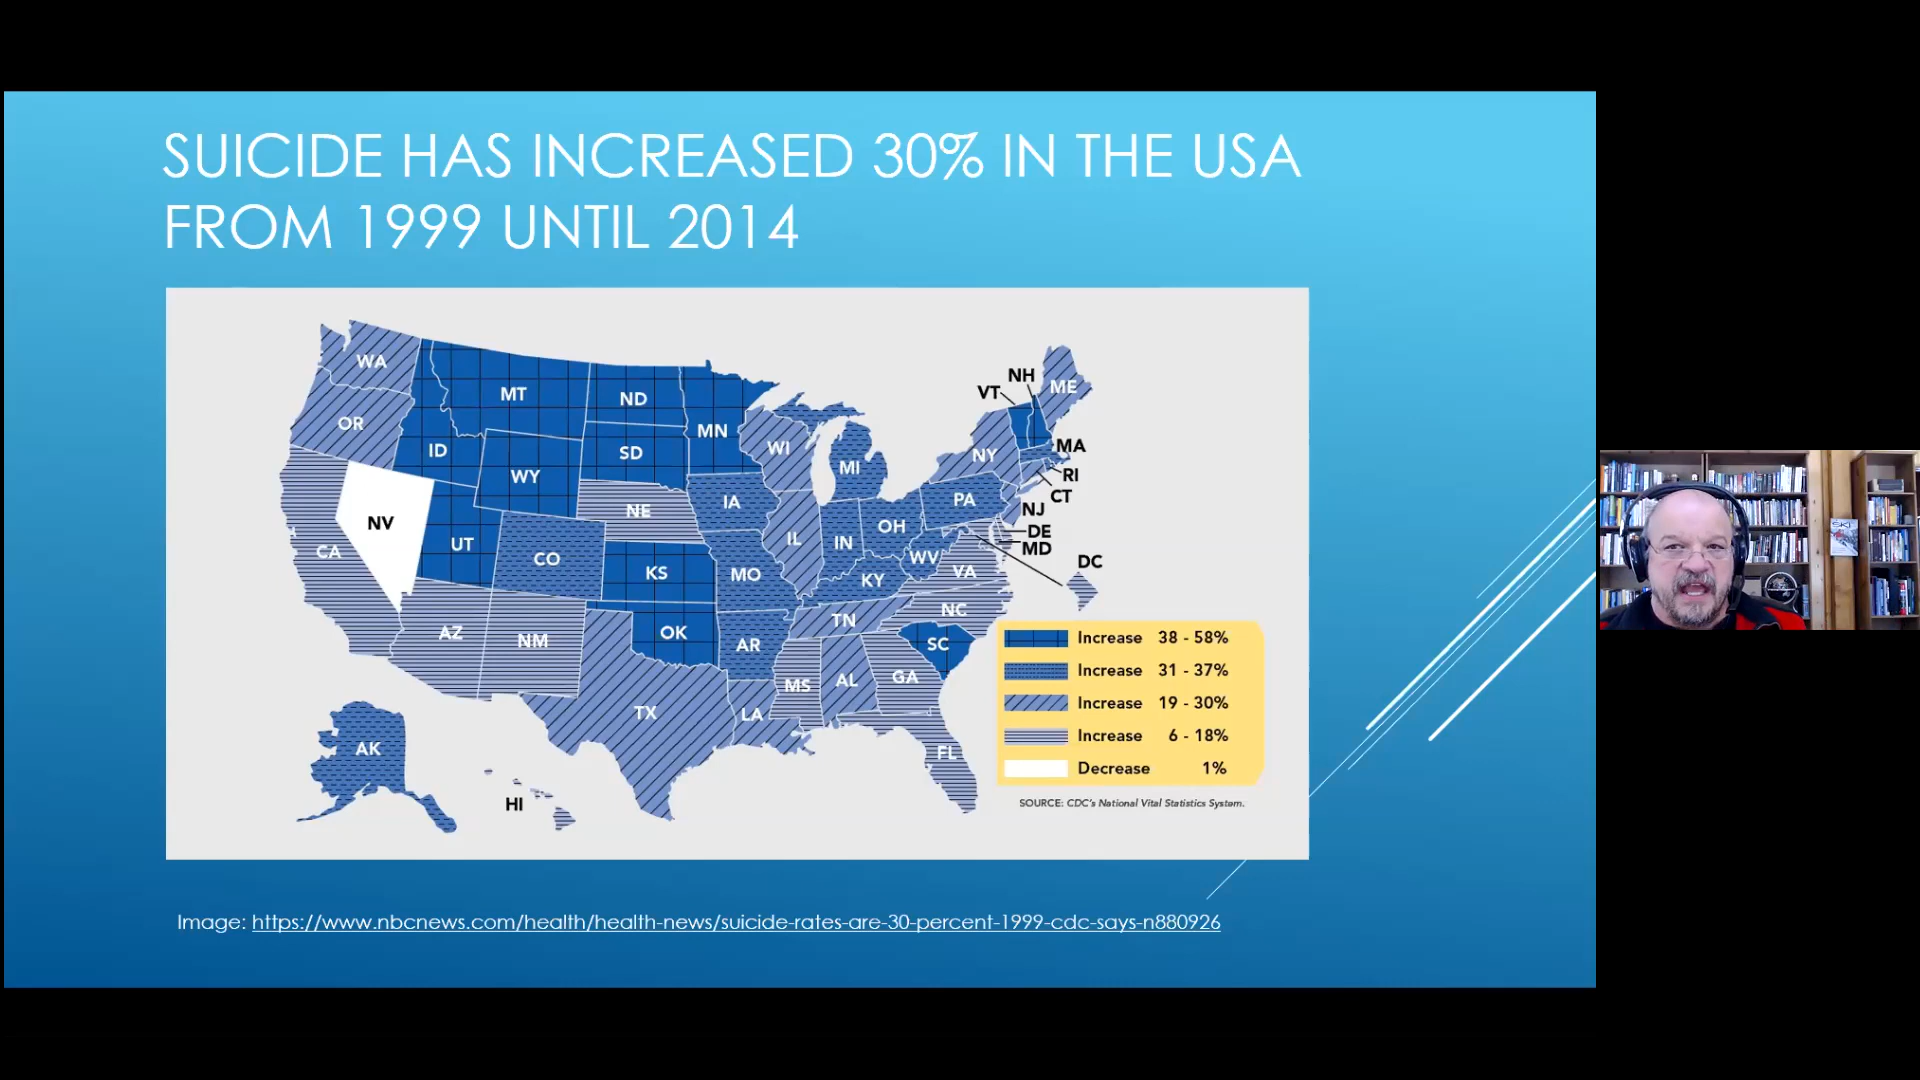 SUICIDE HAS INCREASED 30% IN THE USA
FROM 1999 UNTIL 2014
WA
MT
ND
MN
OR
ID
WY
SD
WI
MI
NY
VT
NH
ME
MA
RI
CT
NJ
DE
MD
DC
NV
CA
UT
CO
NE
IA
IL
IN
OH
PA
WV
VA
KS
MO
KY
NC
TN
AZ
NM
OK
AR
SC
MS
AL
GA
TX
LA
FL
AK
HI
Increase 38 - 58%
Increase 31 - 37%
Increase 19 - 30%
Increase 6 - 18%
Decrease 1%
SOURCE: CDC's National Vital Statistics System.
Image: https://www.nbcnews.com/health/health-news/suicide-rates-are-30-percent-1999-cdc-says-n880926